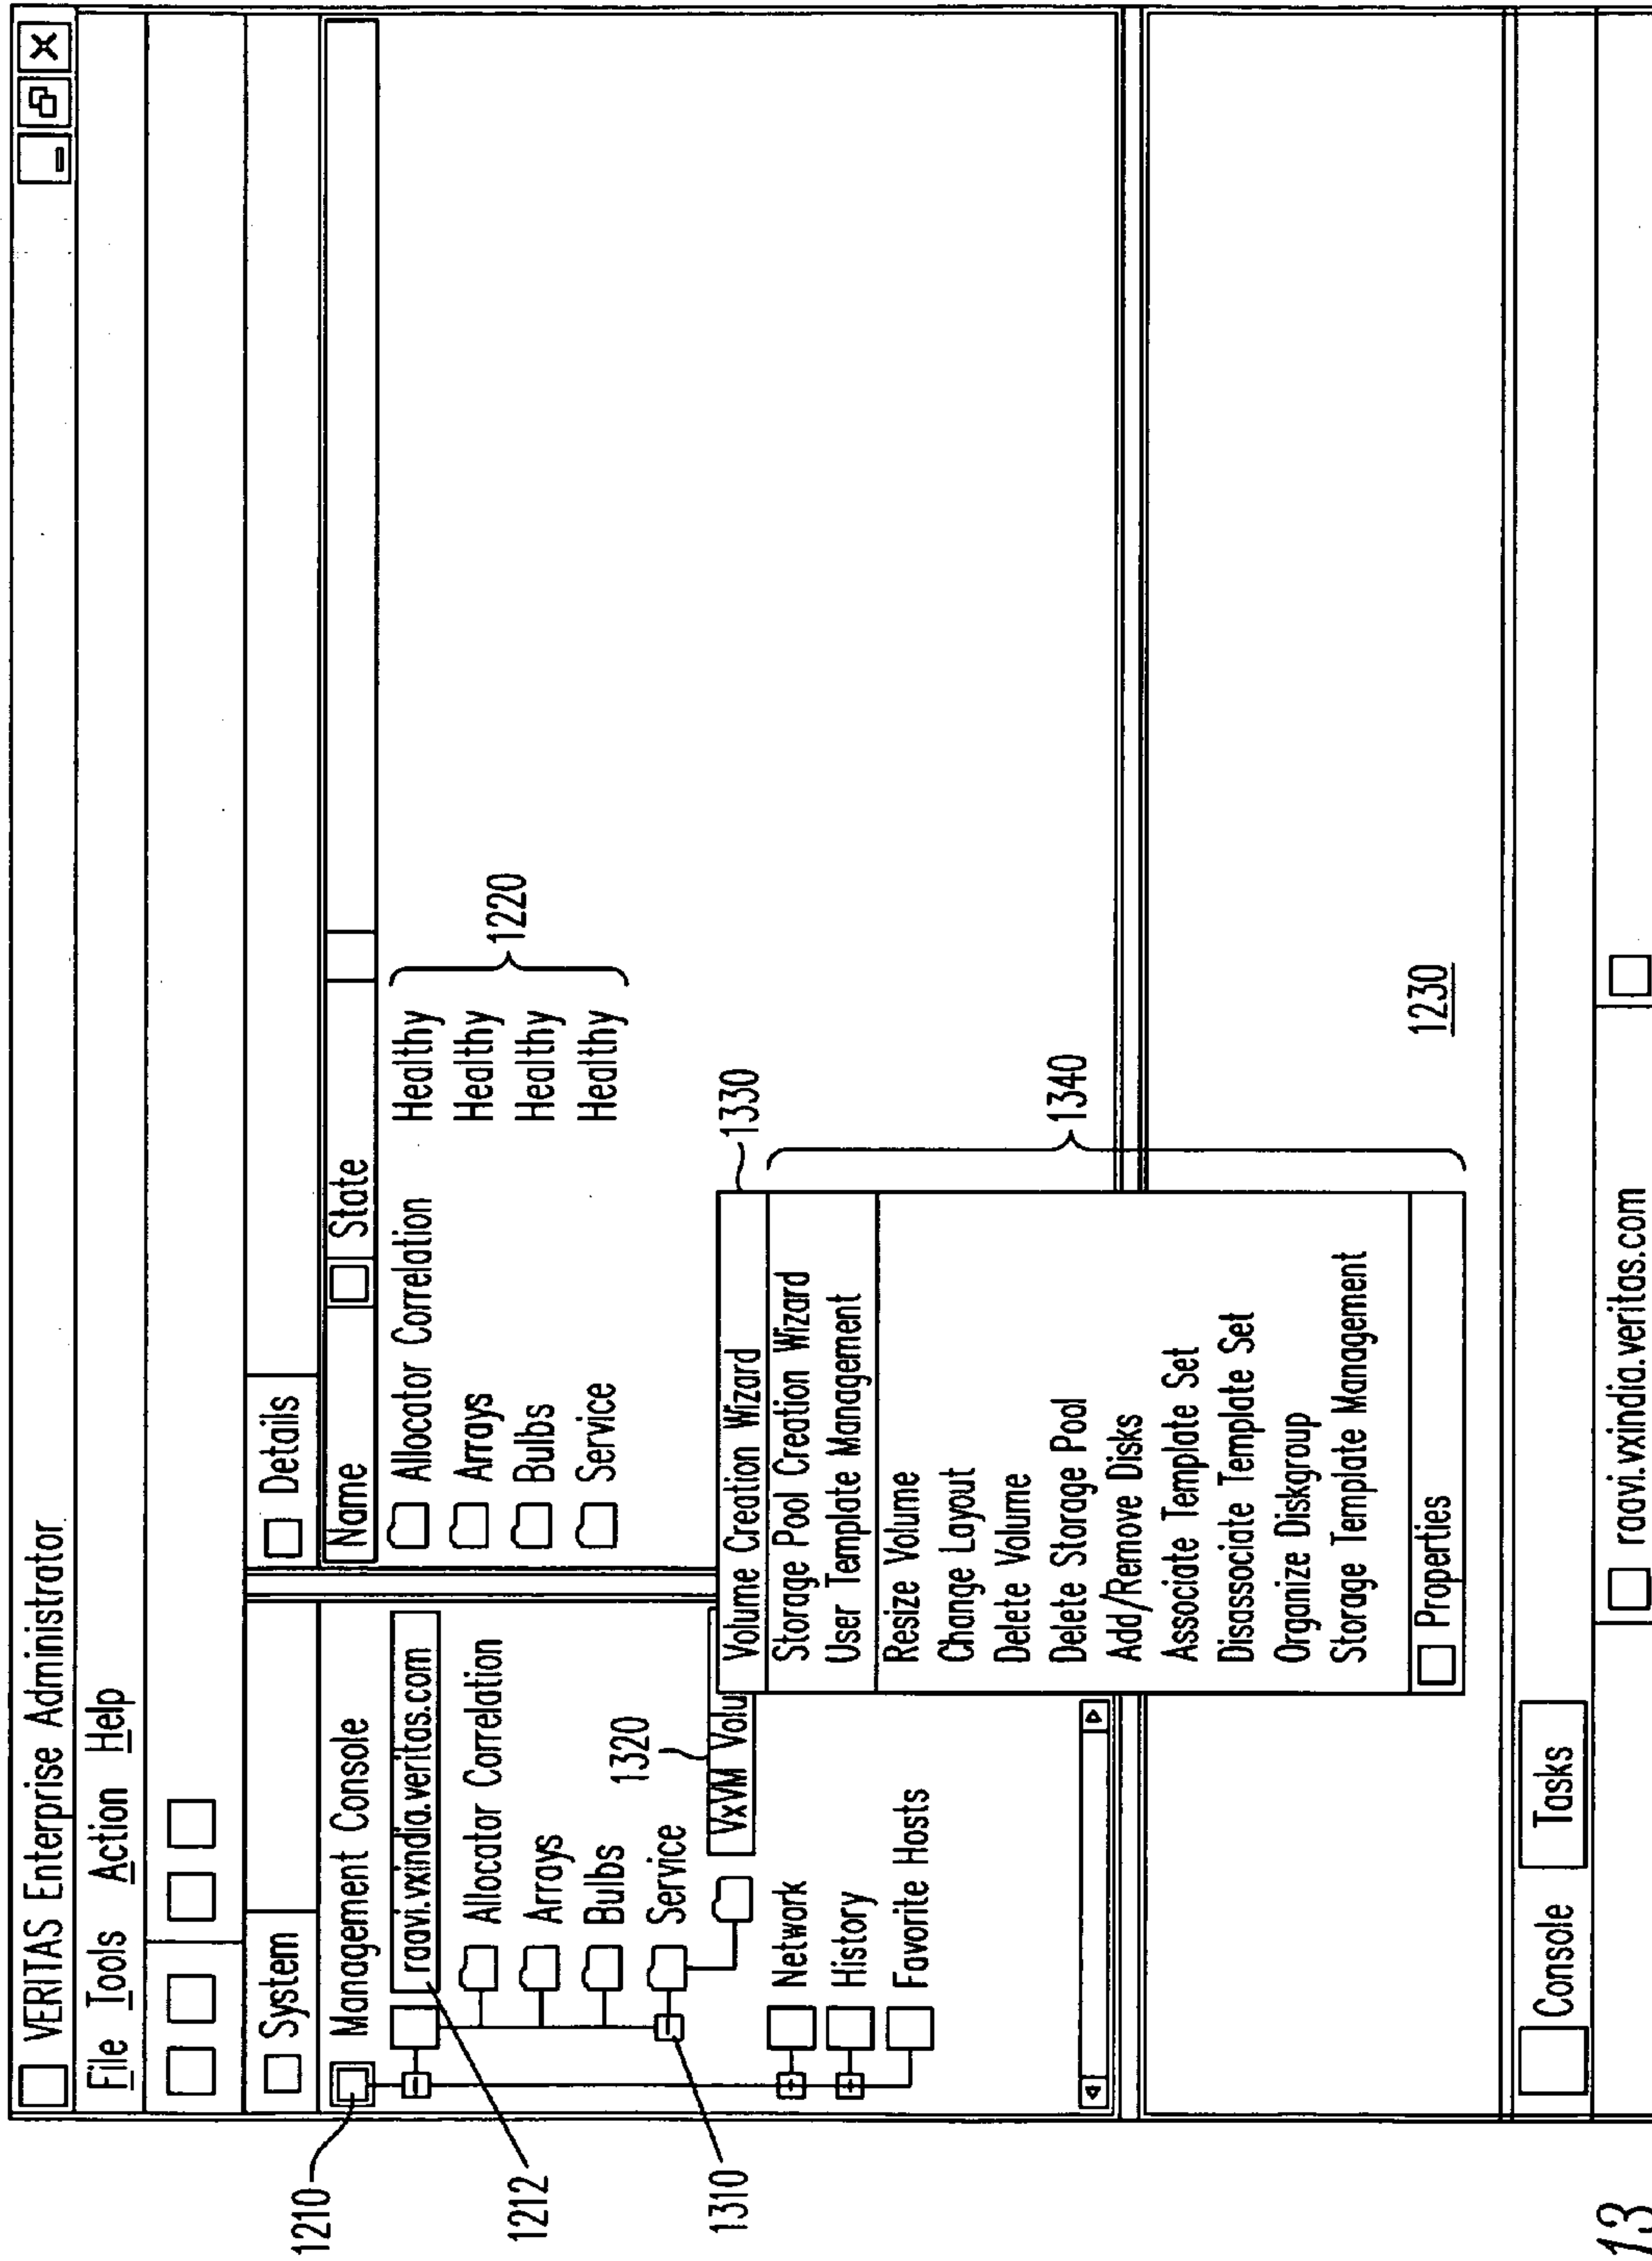 VERITAS Enterprise Administrator
File Tools Action Help
System
Details
Management Console
raavi.vxindia.veritas.com
Allocator Correlation
Arrays
Bulbs
Service
VxVM Volu
Network
History
Favorite Hosts
Name
State
Allocator Correlation Healthy
Arrays Healthy
Bulbs Healthy
Service Healthy
Volume Creation Wizard
Storage Pool Creation Wizard
User Template Management
Resize Volume
Change Layout
Delete Volume
Delete Storage Pool
Add/Remove Disks
Associate Template Set
Disassociate Template Set
Organize Diskgroup
Storage Template Management
Properties
Console
Tasks
raavi.vxindia.veritas.com
1210
1212
1310
1320
1220
1330
1340
1230
13